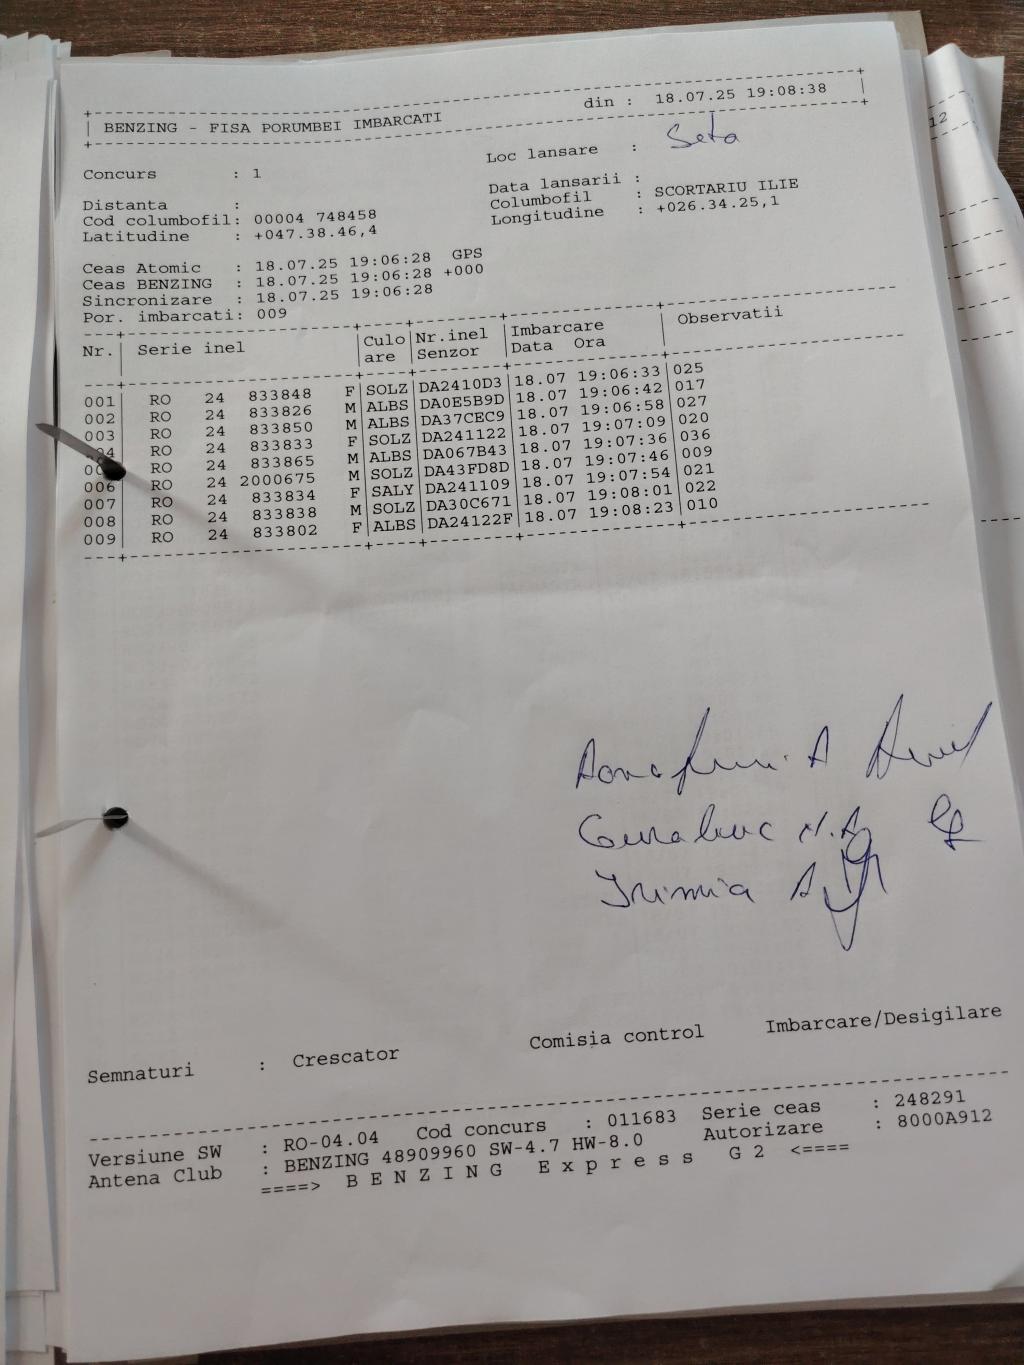 BENZING - FISA PORUMBEI IMBARCATI din : 18.07.25 19:08:38
Concurs : 1 Loc lansare : Seta
Data lansarii :
Distanta : Columbofil : SCORTARIU ILIE
Cod columbofil: 00004 748458 Longitudine : +026.34.25,1
Latitudine : +047.38.46,4
Ceas Atomic : 18.07.25 19:06:28 GPS
Ceas BENZING : 18.07.25 19:06:28 +000
Sincronizare : 18.07.25 19:06:28
Por. imbarcati: 009
Nr. Serie inel Culo Nr.inel Imbarcare Observatii
are Senzor Data Ora
001 RO 24 833848 F SOLZ DA2410D3 18.07 19:06:33 025
002 RO 24 833826 M ALBS DA0E5B9D 18.07 19:06:42 017
003 RO 24 833850 M ALBS DA37CEC9 18.07 19:06:58 027
4 RO 24 833833 F SOLZ DA241122 18.07 19:07:09 020
00 RO 24 833865 M ALBS DA067B43 18.07 19:07:36 036
006 RO 24 2000675 M SOLZ DA43FD8D 18.07 19:07:46 009
007 RO 24 833834 F SALY DA241109 18.07 19:07:54 021
008 RO 24 833838 M SOLZ DA30C671 18.07 19:08:01 022
009 RO 24 833802 F ALBS DA24122F 18.07 19:08:23 010
Irimia A
Semnaturi : Crescator Comisia control Imbarcare/Desigilare
Versiune SW : RO-04.04 Cod concurs : 011683 Serie ceas : 248291
Antena Club : BENZING 48909960 SW-4.7 HW-8.0 Autorizare : 8000A912
====> B E N Z I N G E x p r e s s G 2 <====
12